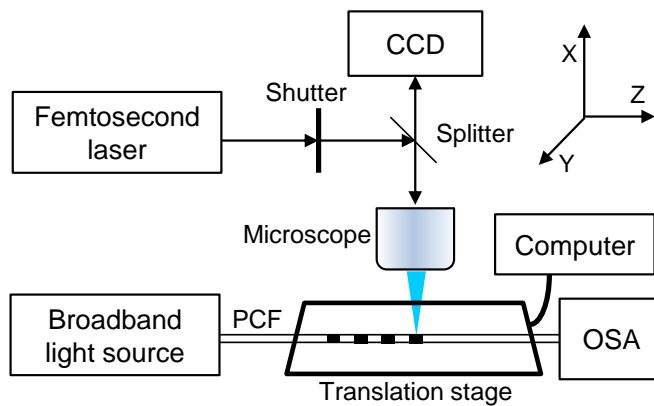 CCD
X
Shutter
Z
Femtosecond
laser
Splitter
Y
Microscope
Computer
Broadband
light source
PCF
OSA
Translation stage